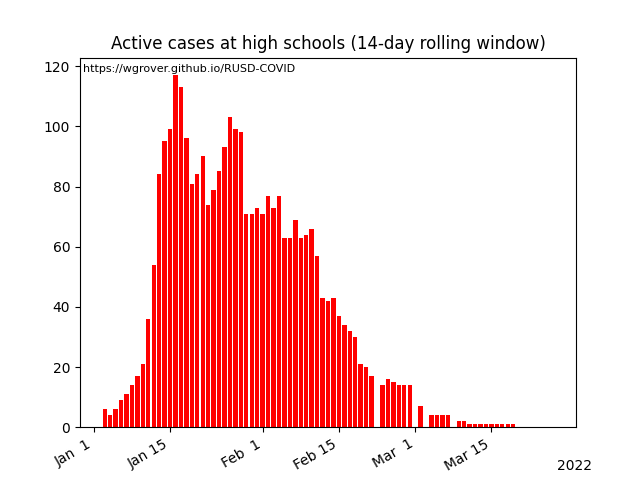 Active cases at high schools (14-day rolling window)
https://wgrover.github.io/RUSD-COVID
120
100
80
60
40
20
0
Jan  1
Jan 15
Feb  1
Feb 15
Mar  1
Mar 15
2022